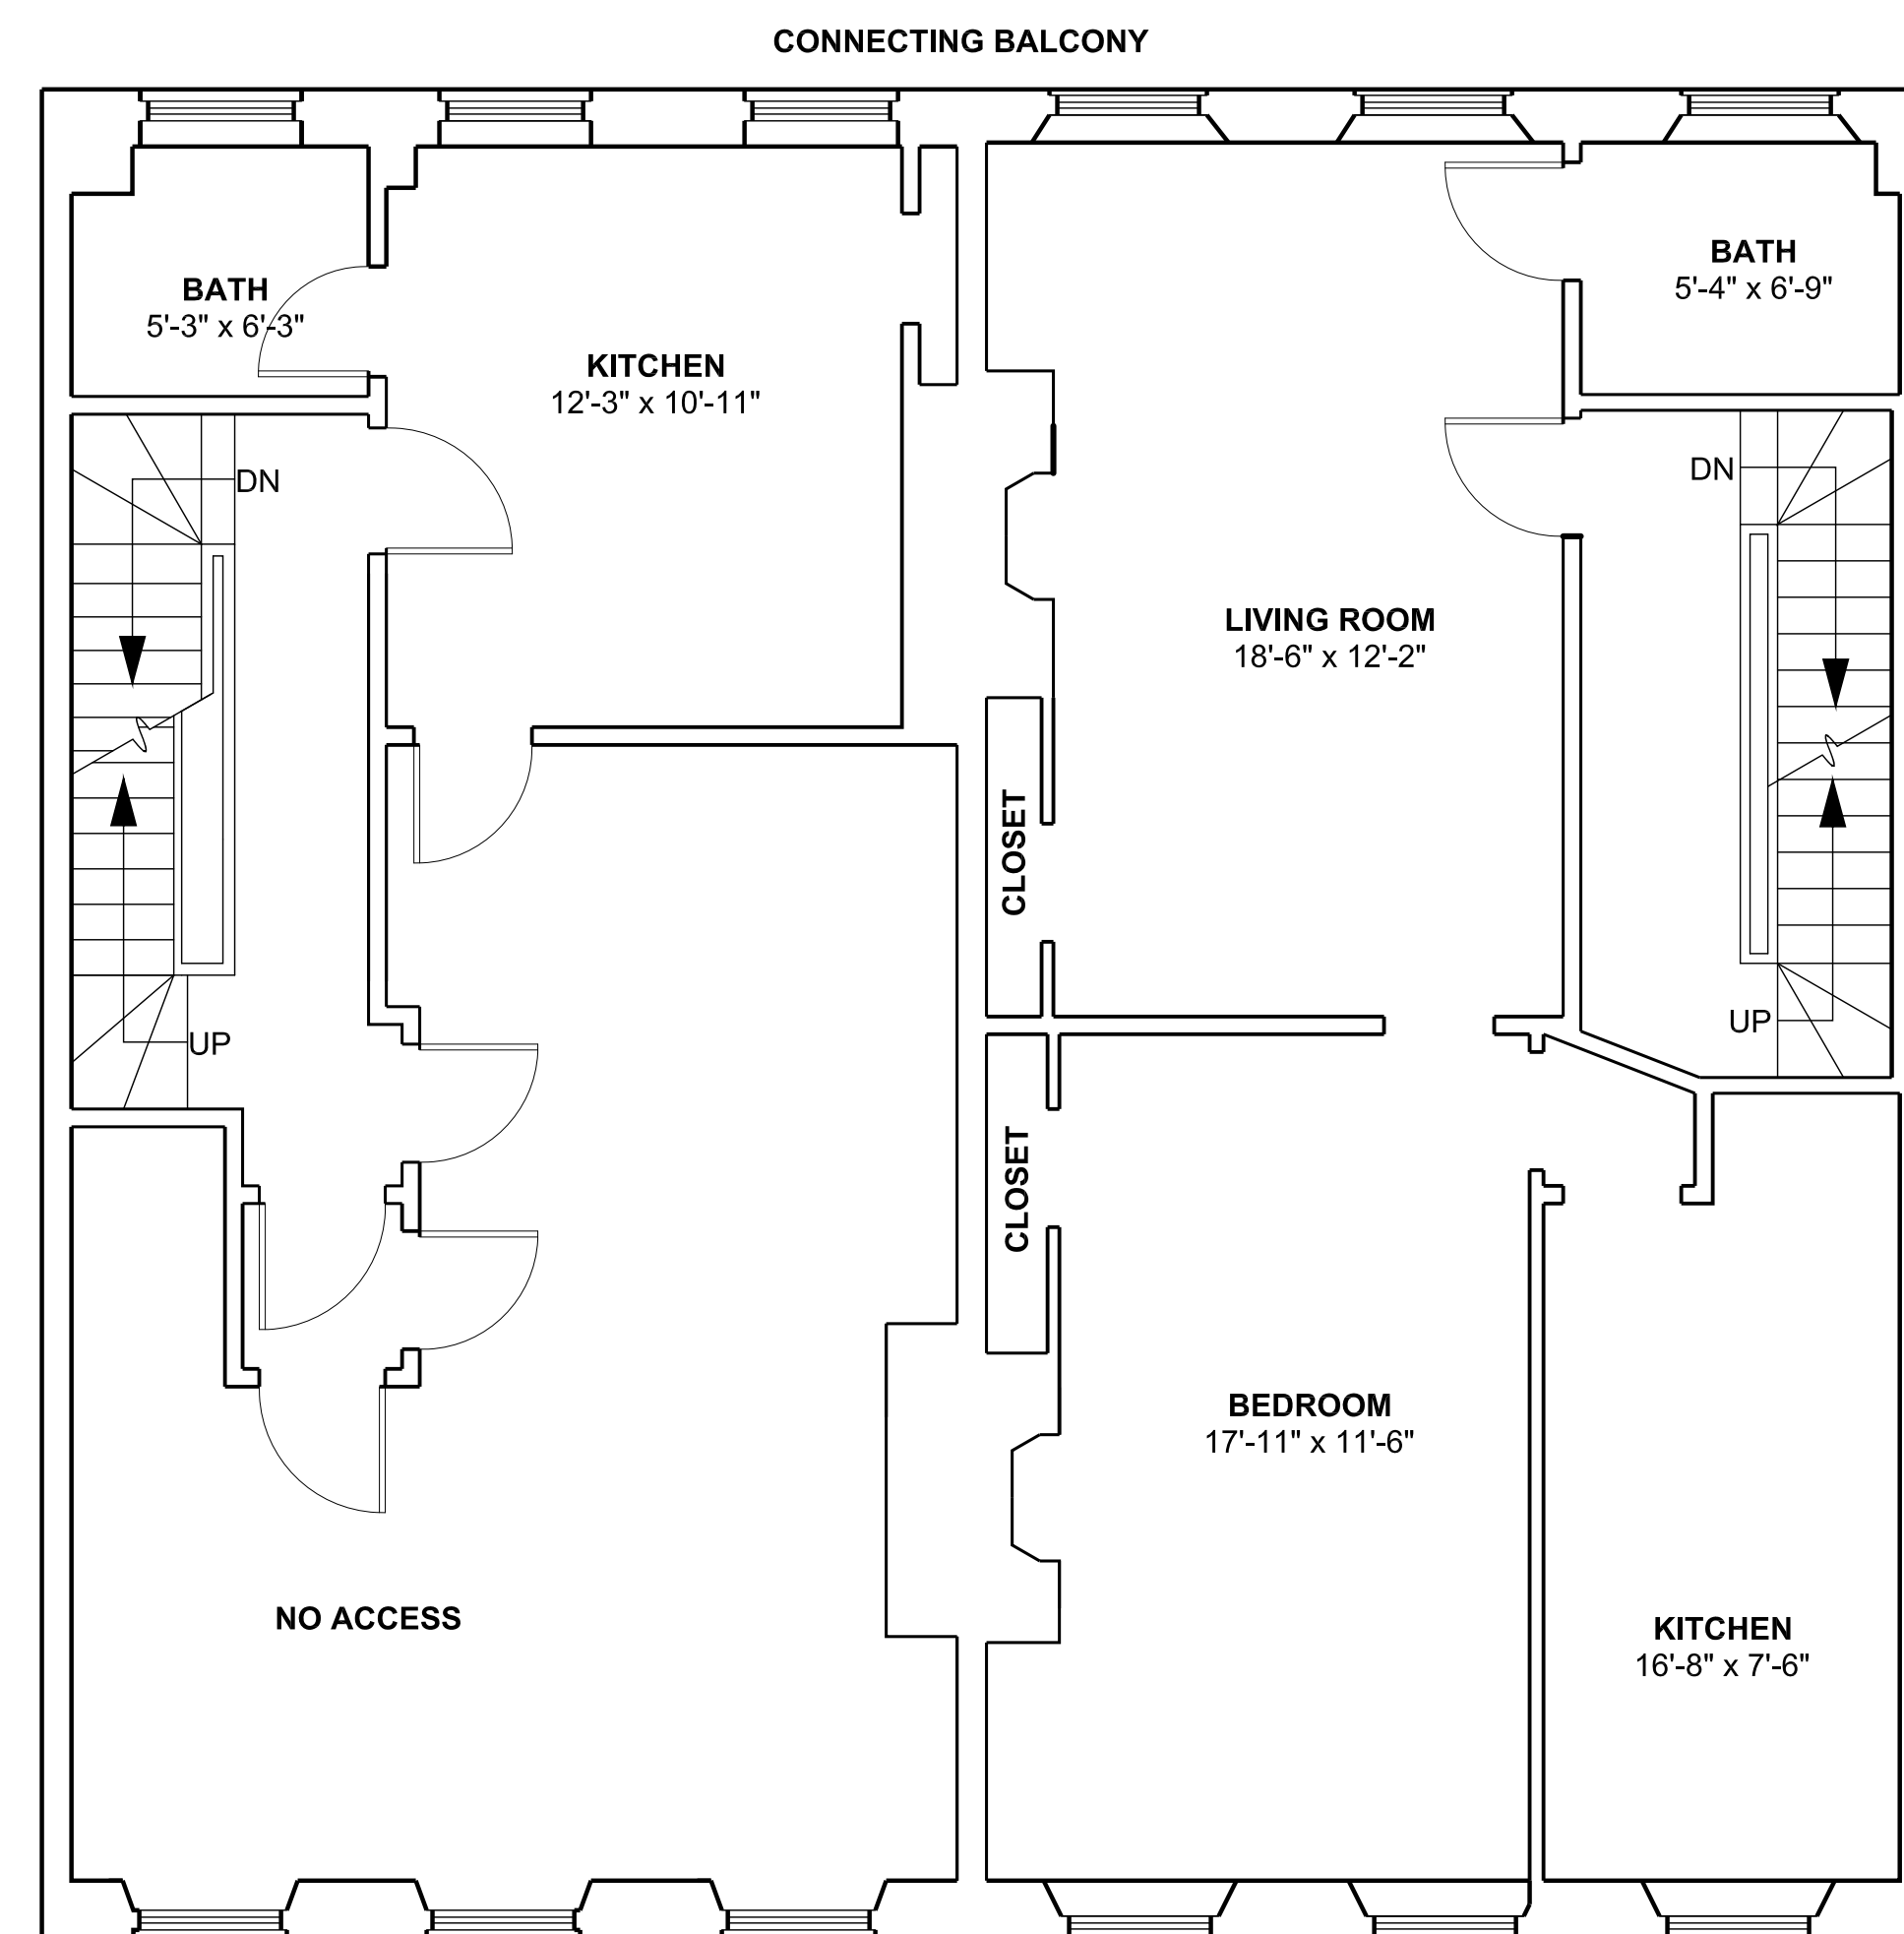 CONNECTING BALCONY
BATH
5'-3" x 6'-3"
KITCHEN
12'-3" x 10'-11"
BATH
5'-4" x 6'-9"
DN
DN
LIVING ROOM
18'-6" x 12'-2"
CLOSET
UP
UP
CLOSET
BEDROOM
17'-11" x 11'-6"
NO ACCESS
KITCHEN
16'-8" x 7'-6"